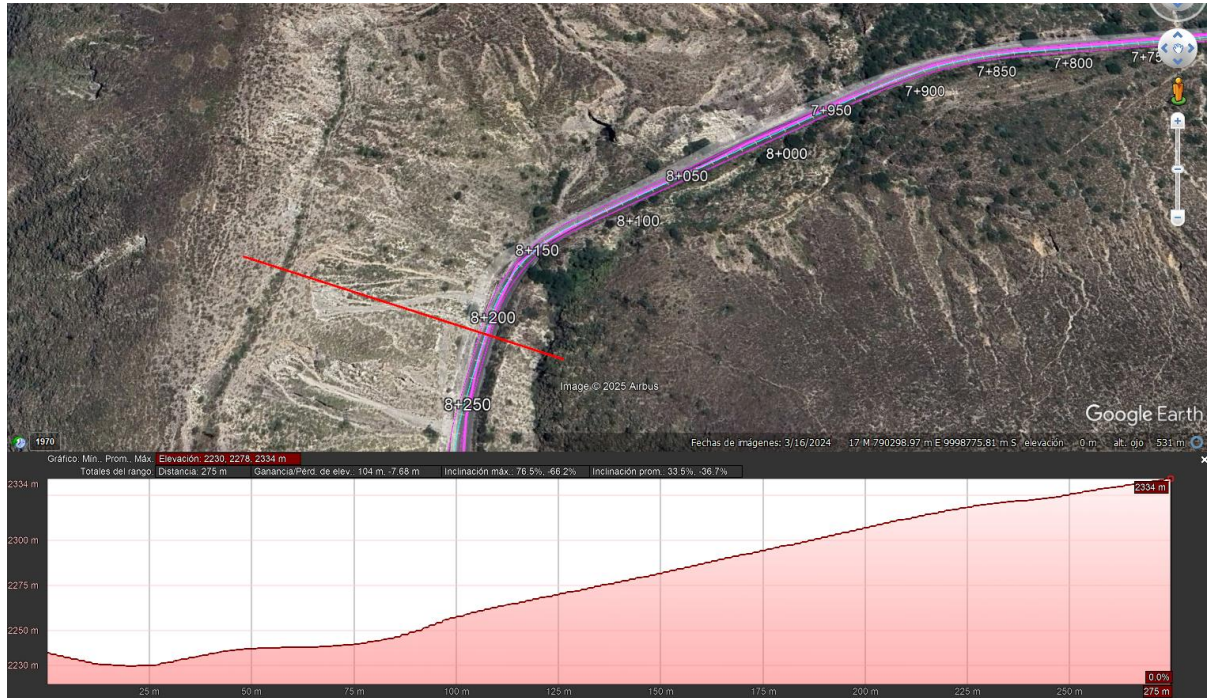 7+75
7+800
7+850
7+900
7+950
8+000
8+050
8+100
8+150
8+200
8+250
Image © 2025 Airbus
Google Earth
1970
Fechas de imágenes: 3/16/2024 17 M 790298.97 m E 9998775.81 m S elevación 0 m alt. ojo 531 m
Gráfico: Mín., Prom., Máx. Elevación: 2230, 2278, 2334 m
Totales del rango: Distancia: 275 m Ganancia/Pérd. de elev.: 104 m, -7.68 m Inclinación máx.: 76.5%, -66.2% Inclinación prom.: 33.5%, -36.7%
2334 m
2334 m
2300 m
2275 m
2250 m
2230 m
0.0%
25 m 50 m 75 m 100 m 125 m 150 m 175 m 200 m 225 m 250 m 275 m